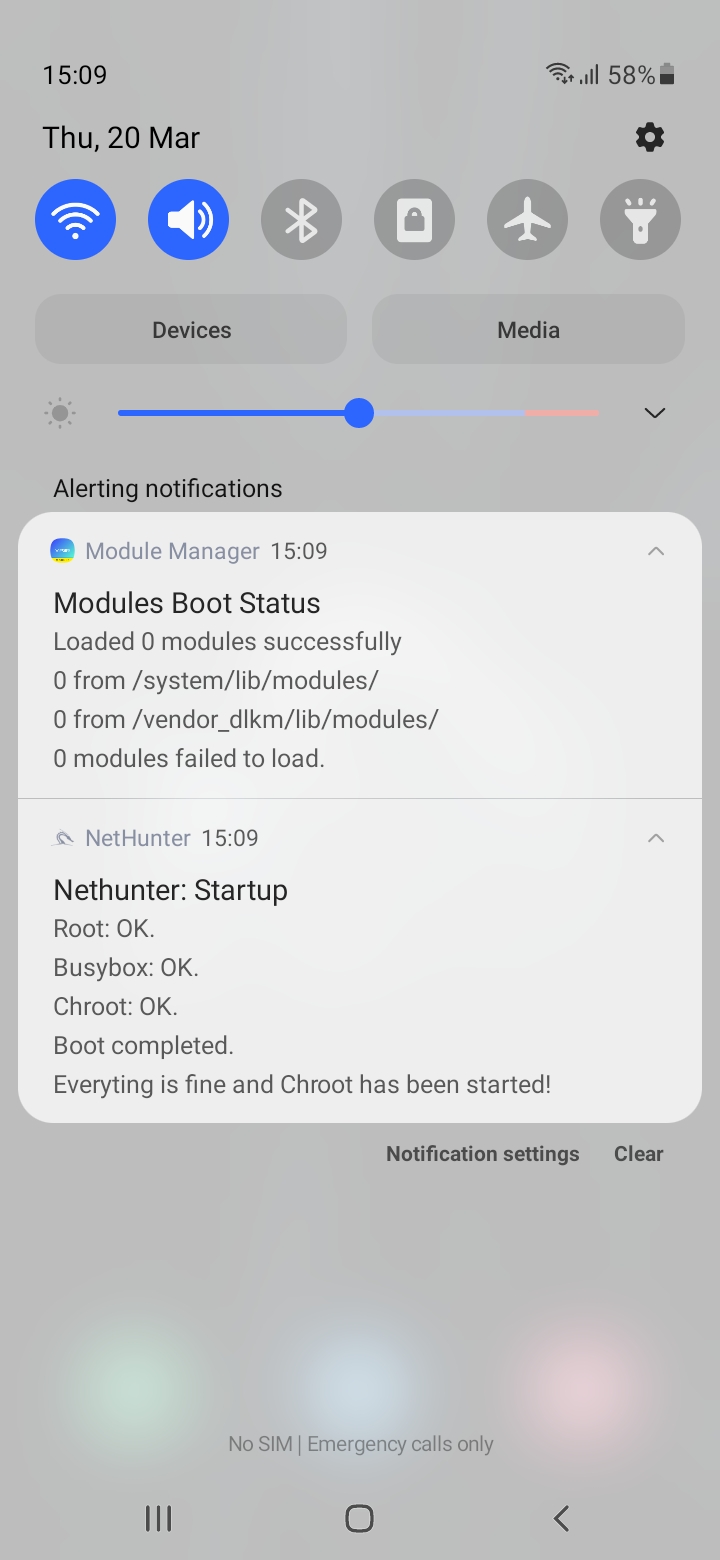 15:09
58%
Thu, 20 Mar
Devices
Media
Alerting notifications
Module Manager 15:09
Modules Boot Status
Loaded 0 modules successfully
0 from /system/lib/modules/
0 from /vendor_dlkm/lib/modules/
0 modules failed to load.
NetHunter 15:09
Nethunter: Startup
Root: OK.
Busybox: OK.
Chroot: OK.
Boot completed.
Everyting is fine and Chroot has been started!
Notification settings
Clear
No SIM | Emergency calls only